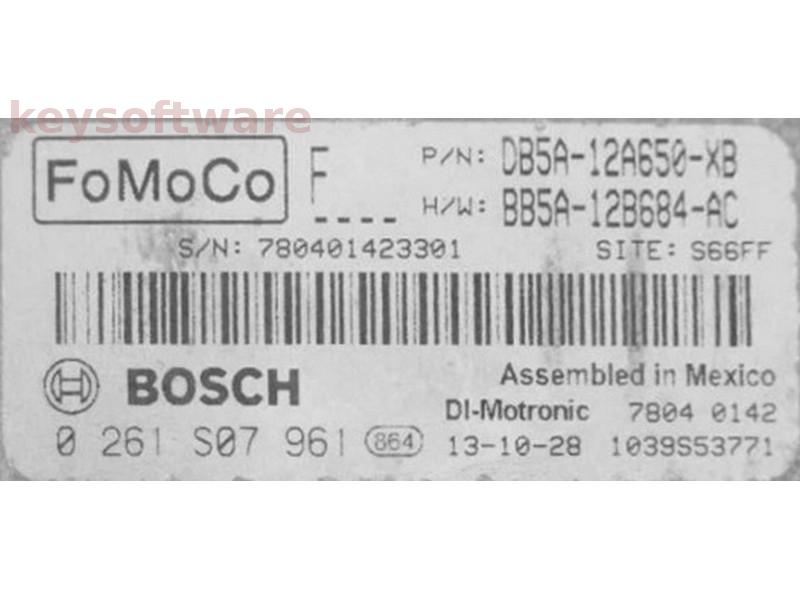 keysoftware
FoMoCo F P/N: DB5A-12A650-XB
---- H/W: BB5A-12B684-AC
S/N: 780401423301 SITE: S66FF
BOSCH Assembled in Mexico
DI-Motronic 7804 0142
0 261 S07 961 864 13-10-28 1039S53771